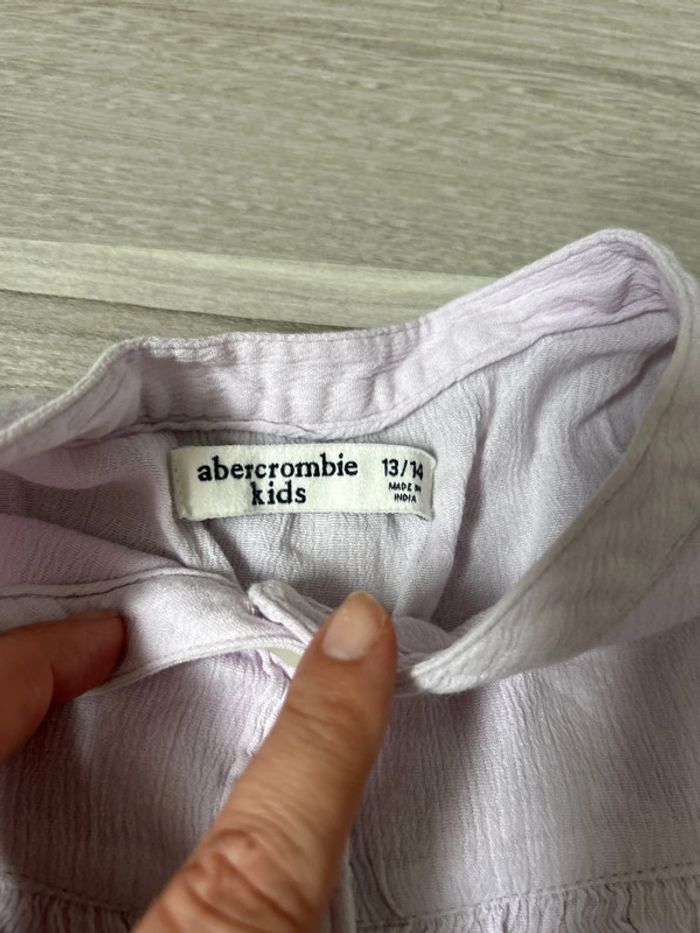 abercrombie
kids
13/14
MADE IN
INDIA